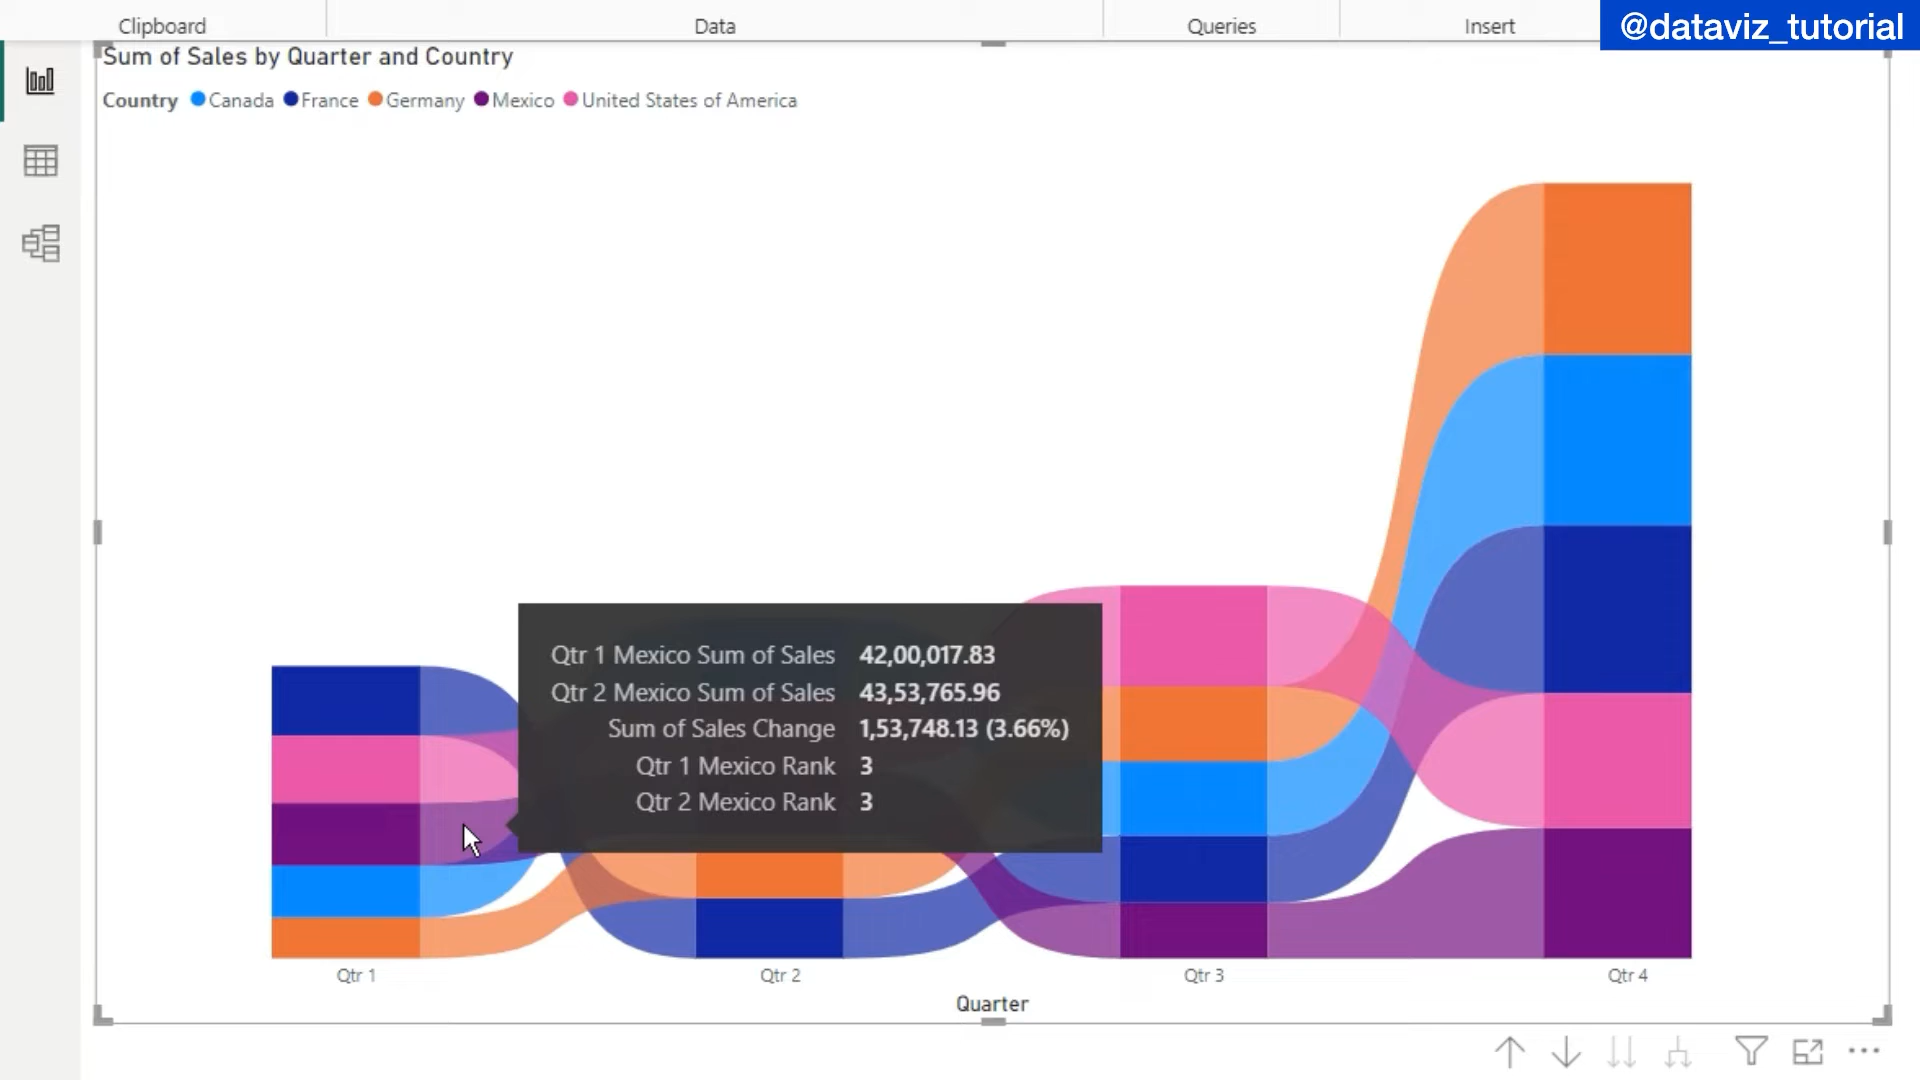 Clipboard
Data
Queries
Insert
@dataviz_tutorial
Sum of Sales by Quarter and Country
Country Canada France Germany Mexico United States of America
Qtr 1 Mexico Sum of Sales 42,00,017.83
Qtr 2 Mexico Sum of Sales 43,53,765.96
Sum of Sales Change 1,53,748.13 (3.66%)
Qtr 1 Mexico Rank 3
Qtr 2 Mexico Rank 3
Qtr 1
Qtr 2
Qtr 3
Qtr 4
Quarter